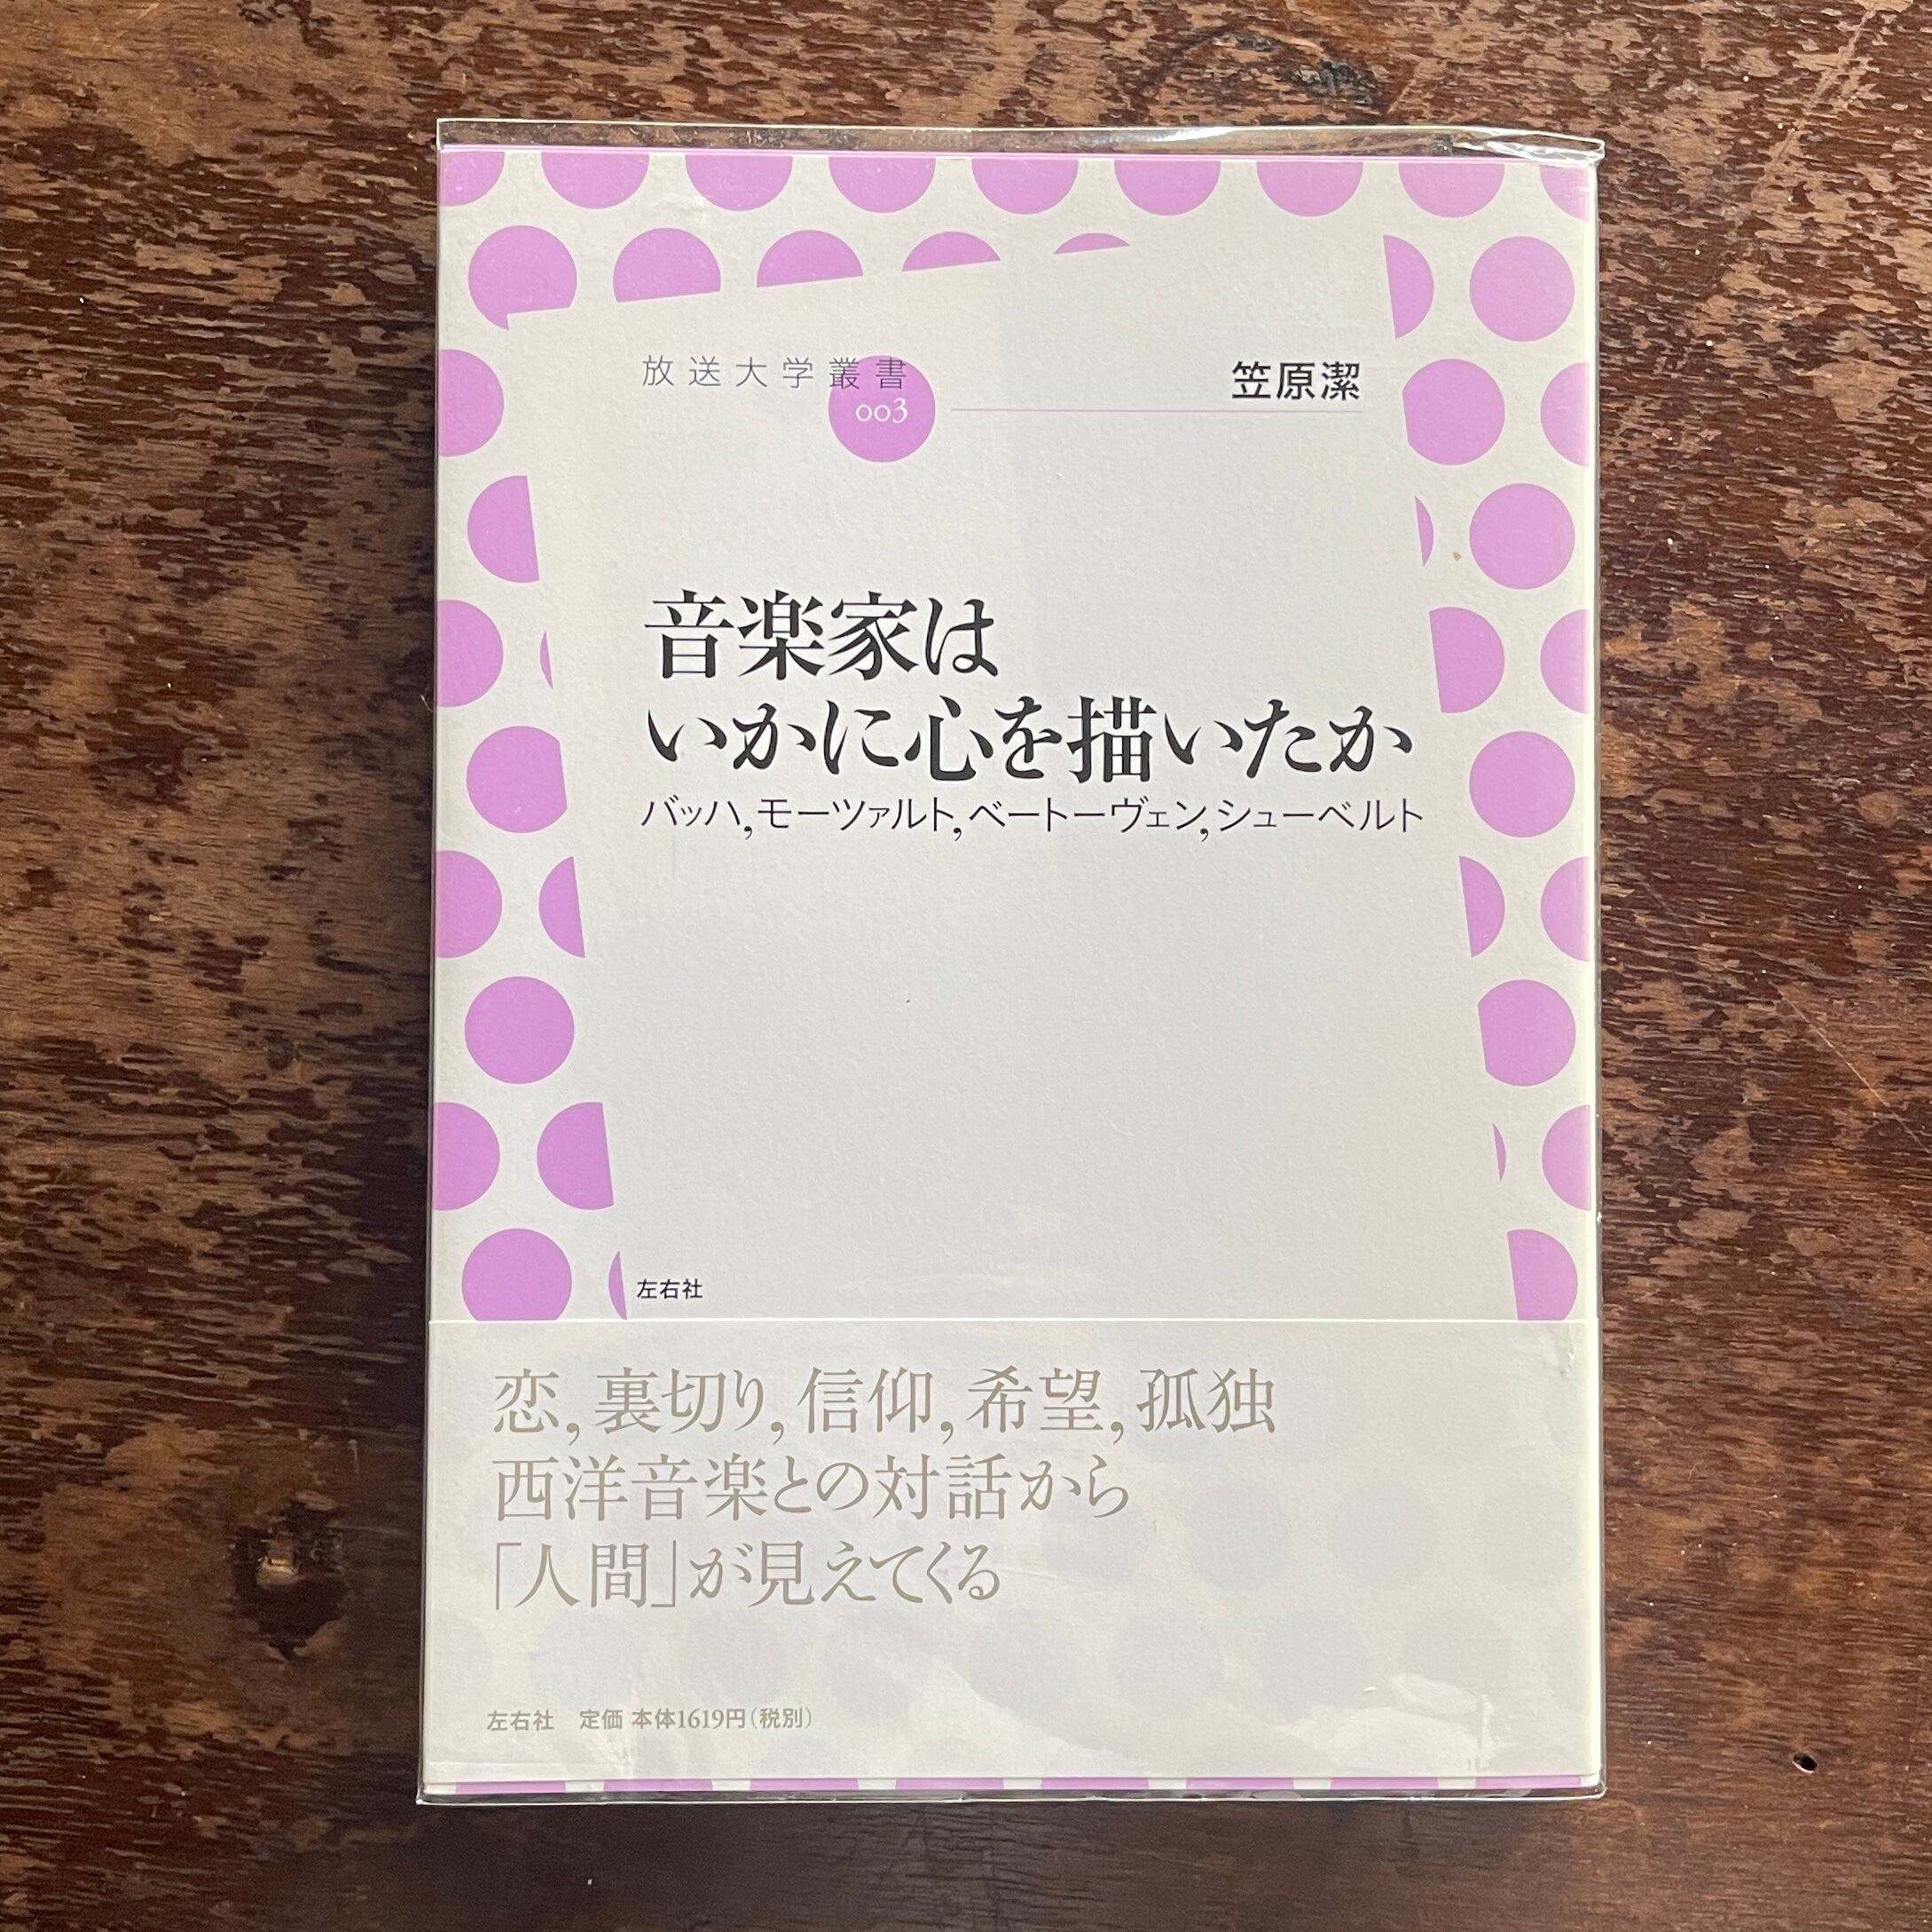 放送大学叢書
003
笠原潔
音楽家は
いかに心を描いたか
バッハ,モーツァルト,ベートーヴェン,シューベルト
左右社
恋,裏切り,信仰,希望,孤独
西洋音楽との対話から
「人間」が見えてくる
左右社　定価 本体1619円(税別)